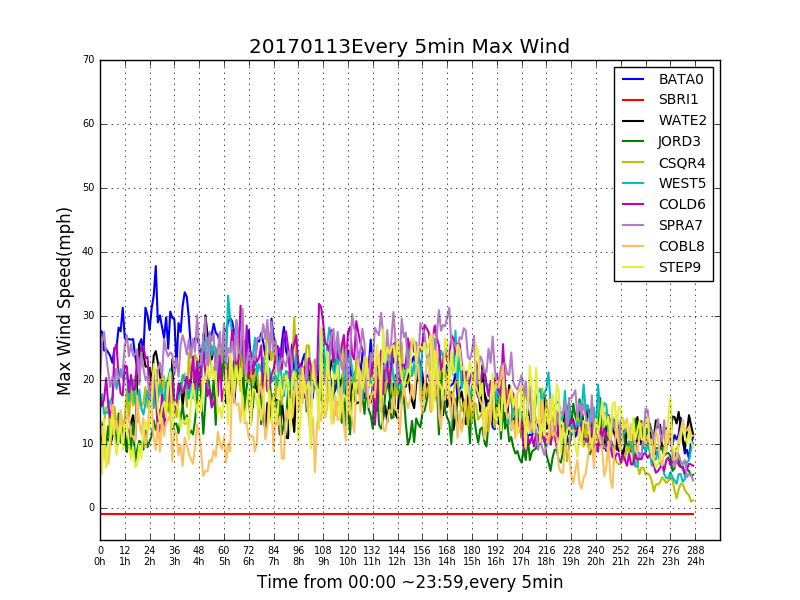 20170113Every 5min Max Wind
70
60
50
40
30
20
10
0
Max Wind Speed(mph)
BATA0
SBRI1
WATE2
JORD3
CSQR4
WEST5
COLD6
SPRA7
COBL8
STEP9
0 12 24 36 48 60 72 84 96 108 120 132 144 156 168 180 192 204 216 228 240 252 264 276 288
0h 1h 2h 3h 4h 5h 6h 7h 8h 9h 10h 11h 12h 13h 14h 15h 16h 17h 18h 19h 20h 21h 22h 23h 24h
Time from 00:00 ~23:59,every 5min